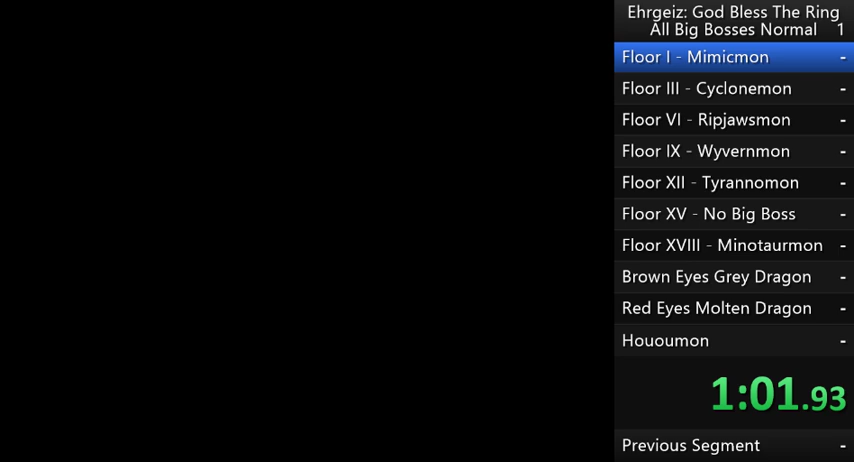 Ehrgeiz: God Bless The Ring
All Big Bosses Normal 1
Floor I - Mimicmon -
Floor III - Cyclonemon -
Floor VI - Ripjawsmon -
Floor IX - Wyvernmon -
Floor XII - Tyrannomon -
Floor XV - No Big Boss -
Floor XVIII - Minotaurmon -
Brown Eyes Grey Dragon -
Red Eyes Molten Dragon -
Hououmon -
1:01.93
Previous Segment -